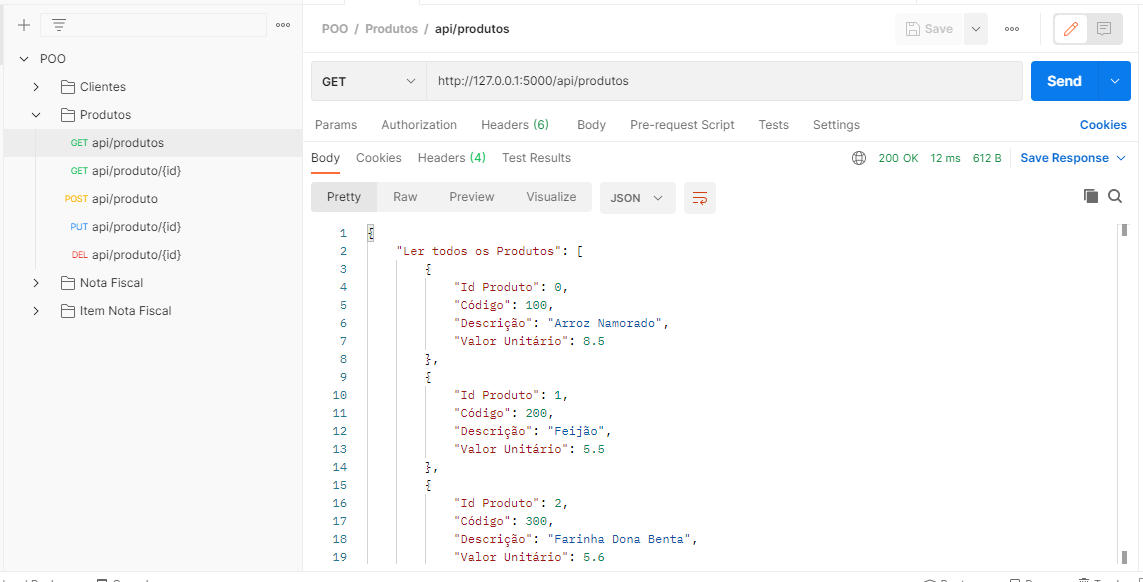 POO / Produtos / api/produtos
Save
POO
Clientes
Produtos
GET api/produtos
GET api/produto/{id}
POST api/produto
PUT api/produto/{id}
DEL api/produto/{id}
Nota Fiscal
Item Nota Fiscal
GET http://127.0.0.1:5000/api/produtos Send
Params Authorization Headers (6) Body Pre-request Script Tests Settings Cookies
Body Cookies Headers (4) Test Results 200 OK 12 ms 612 B Save Response
Pretty Raw Preview Visualize JSON
1 {
2 "Ler todos os Produtos": [
3 {
4 "Id Produto": 0,
5 "Código": 100,
6 "Descrição": "Arroz Namorado",
7 "Valor Unitário": 8.5
8 },
9 {
10 "Id Produto": 1,
11 "Código": 200,
12 "Descrição": "Feijão",
13 "Valor Unitário": 5.5
14 },
15 {
16 "Id Produto": 2,
17 "Código": 300,
18 "Descrição": "Farinha Dona Benta",
19 "Valor Unitário": 5.6